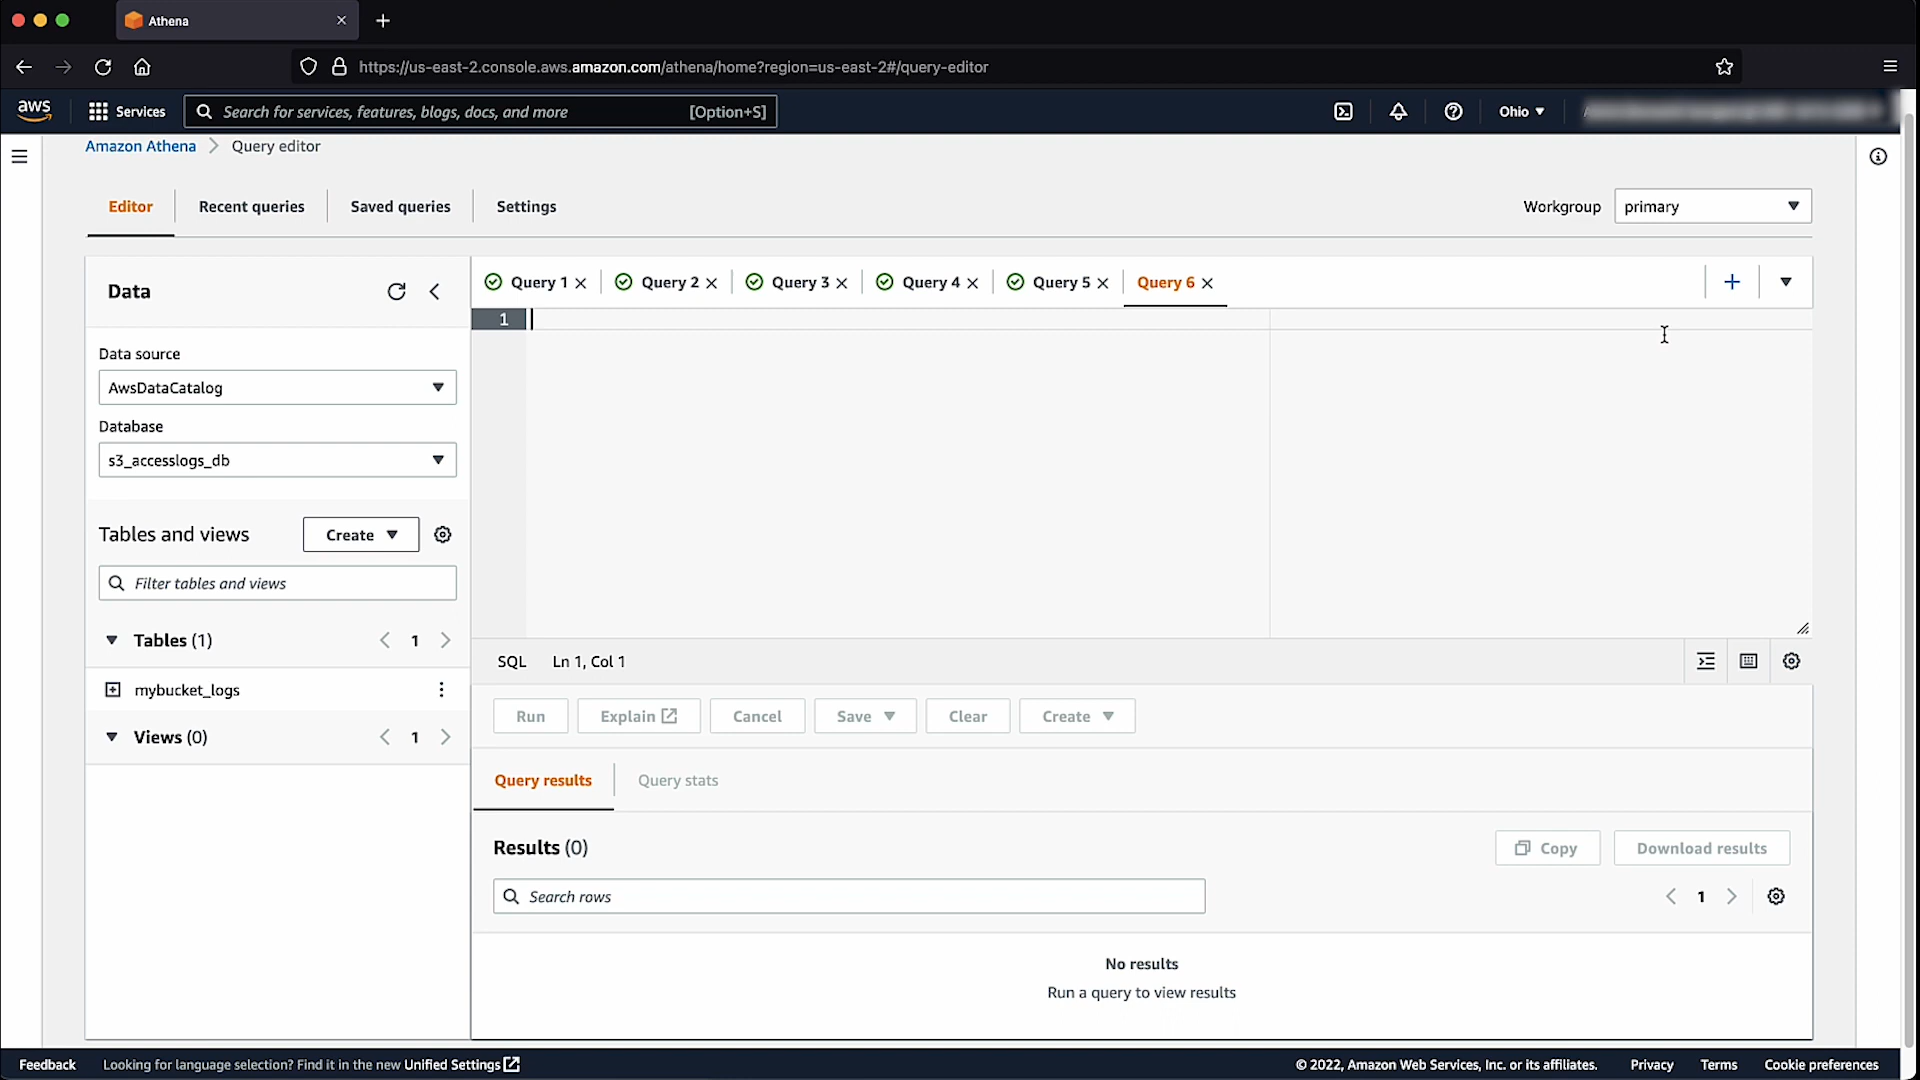 Athena
https://us-east-2.console.aws.amazon.com/athena/home?region=us-east-2#/query-editor
aws
Services
Search for services, features, blogs, docs, and more
[Option+S]
Ohio
Amazon Athena
Query editor
Editor
Recent queries
Saved queries
Settings
Workgroup
primary
Data
Query 1
Query 2
Query 3
Query 4
Query 5
Query 6
1
Data source
AwsDataCatalog
Database
s3_accesslogs_db
Tables and views
Create
Filter tables and views
Tables (1)
1
mybucket_logs
Views (0)
1
SQL
Ln 1, Col 1
Run
Explain
Cancel
Save
Clear
Create
Query results
Query stats
Results (0)
Copy
Download results
Search rows
1
No results
Run a query to view results
Feedback
Looking for language selection? Find it in the new Unified Settings
© 2022, Amazon Web Services, Inc. or its affiliates.
Privacy
Terms
Cookie preferences